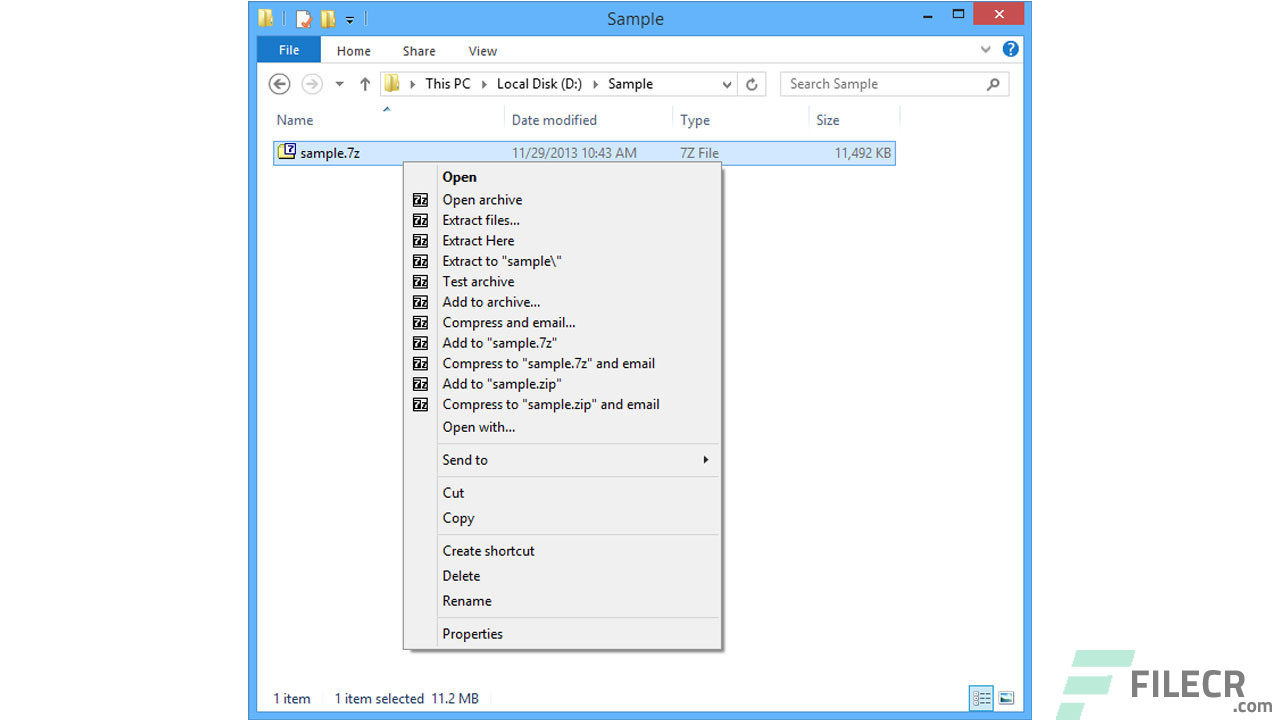 Sample
File Home Share View
This PC Local Disk (D:) Sample Search Sample
Name Date modified Type Size
sample.7z 11/29/2013 10:43 AM 7Z File 11,492 KB
Open
7z Open archive
7z Extract files...
7z Extract Here
7z Extract to "sample\"
7z Test archive
7z Add to archive...
7z Compress and email...
7z Add to "sample.7z"
7z Compress to "sample.7z" and email
7z Add to "sample.zip"
7z Compress to "sample.zip" and email
Open with...
Send to
Cut
Copy
Create shortcut
Delete
Rename
Properties
1 item 1 item selected 11.2 MB
FILECR
.com